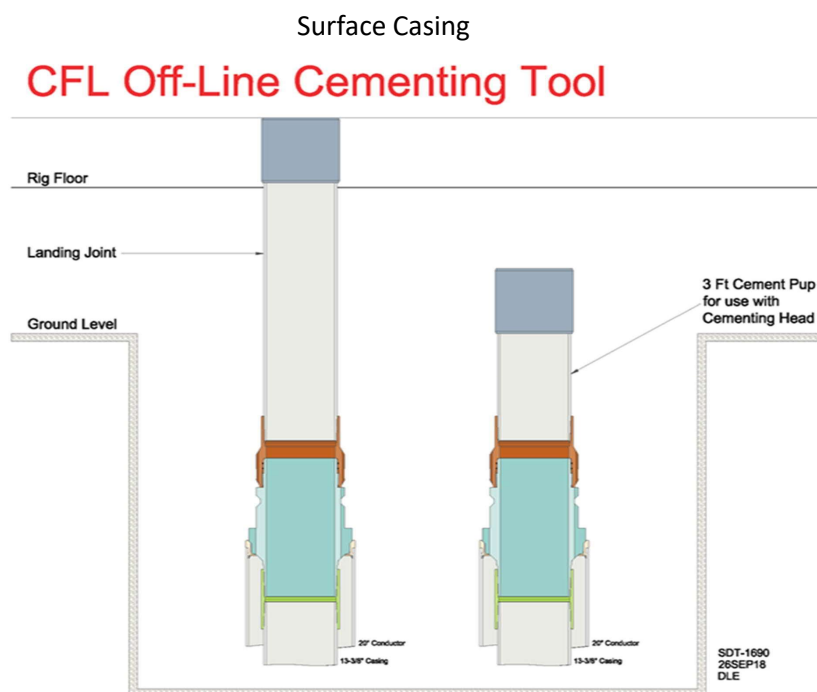 Surface Casing
CFL Off-Line Cementing Tool
Rig Floor
Landing Joint
3 Ft Cement Pup
for use with
Cementing Head
Ground Level
20" Conductor
13-3/8" Casing
20" Conductor
13-3/8" Casing
SDT-1690
26SEP18
DLE